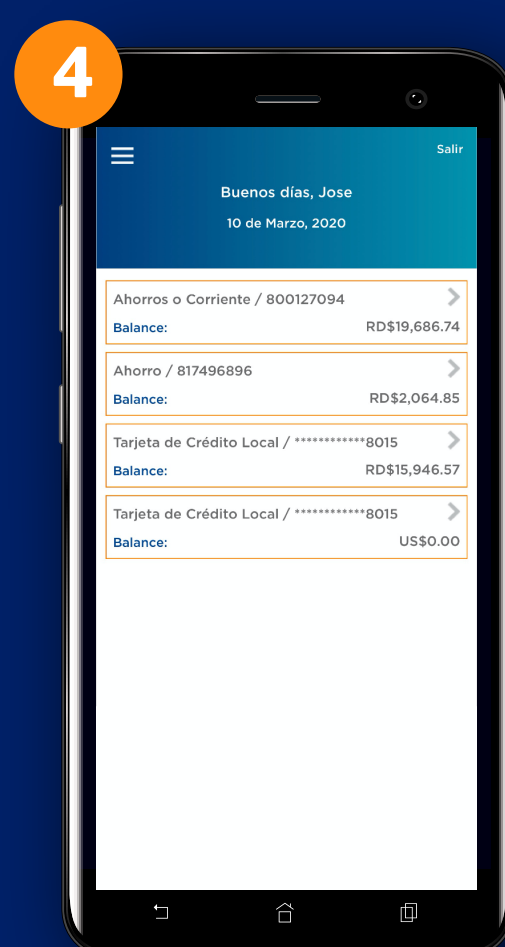 4
Salir
Buenos días, Jose
10 de Marzo, 2020
Ahorros o Corriente / 800127094
Balance: RD$19,686.74
Ahorro / 817496896
Balance: RD$2,064.85
Tarjeta de Crédito Local / ************8015
Balance: RD$15,946.57
Tarjeta de Crédito Local / ************8015
Balance: US$0.00